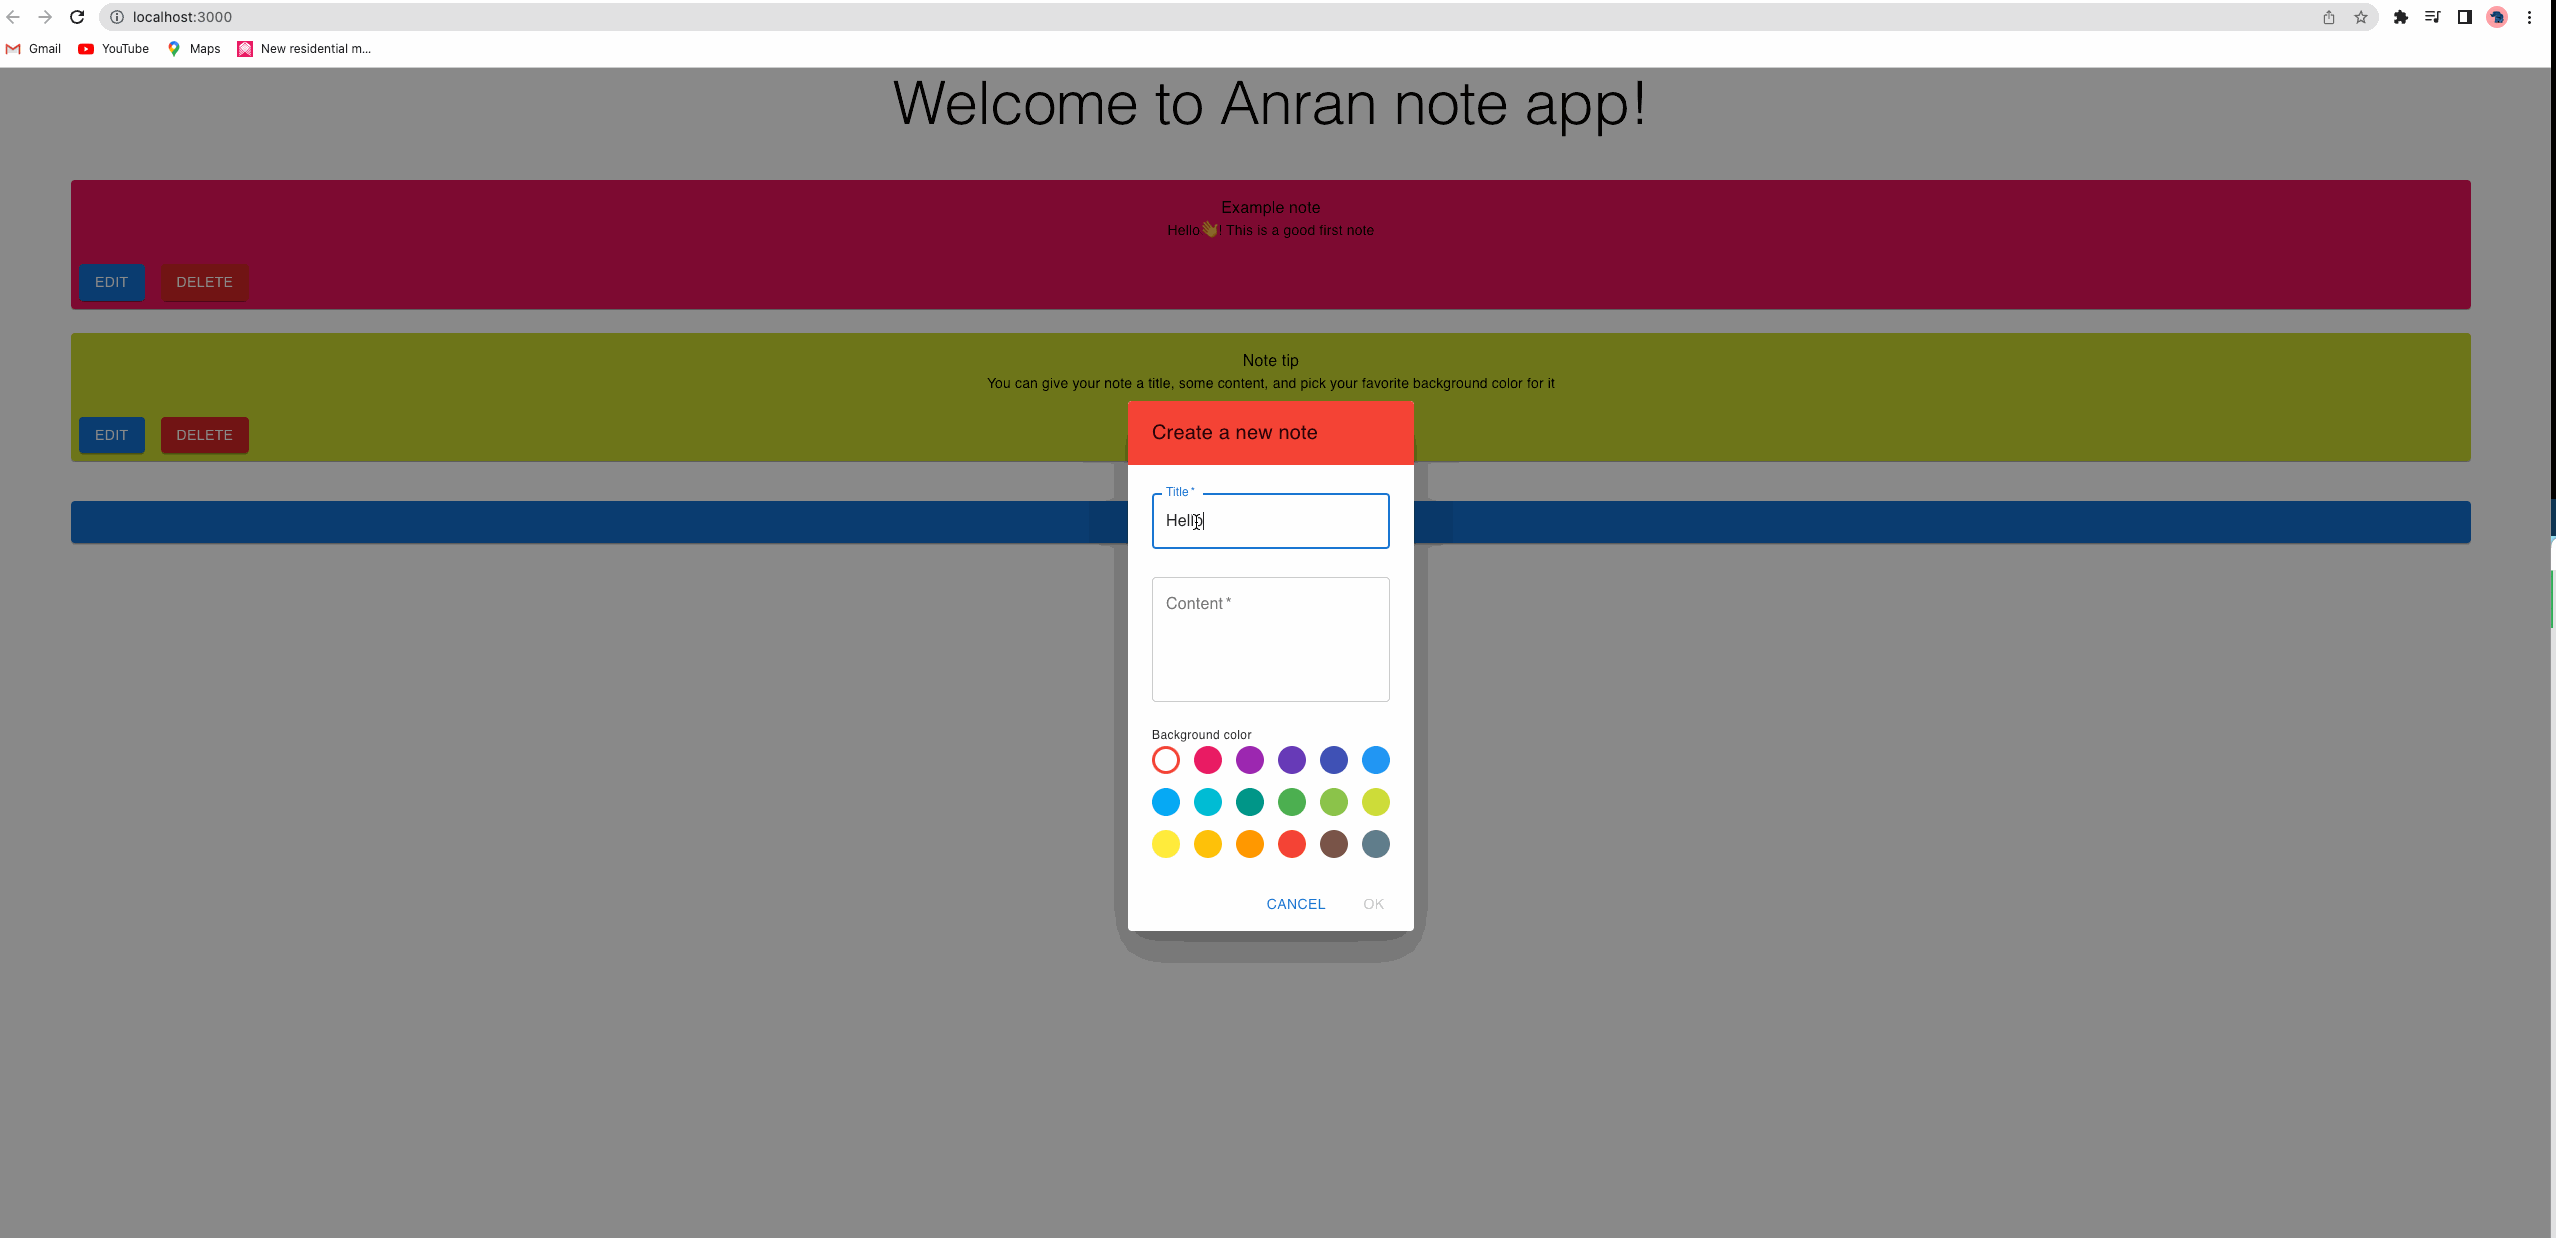 localhost:3000
Gmail YouTube Maps New residential m...
Welcome to Anran note app!
Example note
Hello👋! This is a good first note
EDIT DELETE
Note tip
You can give your note a title, some content, and pick your favorite background color for it
EDIT DELETE
Create a new note
Title *
Hello
Content *
Background color
CANCEL OK